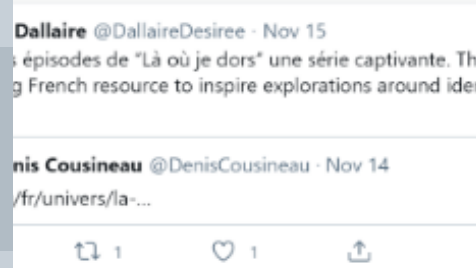 Dallaire @DallaireDesiree · Nov 15
épisodes de "Là où je dors" une série captivante. Th
g French resource to inspire explorations around iden
nis Cousineau @DenisCousineau · Nov 14
/fr/univers/la-...
1 1